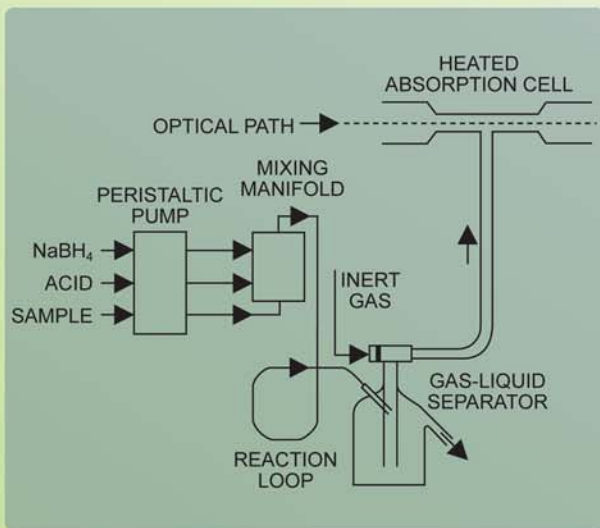 HEATED
ABSORPTION CELL
OPTICAL PATH
MIXING
MANIFOLD
PERISTALTIC
PUMP
NaBH₄
ACID
SAMPLE
INERT
GAS
GAS-LIQUID
SEPARATOR
REACTION
LOOP